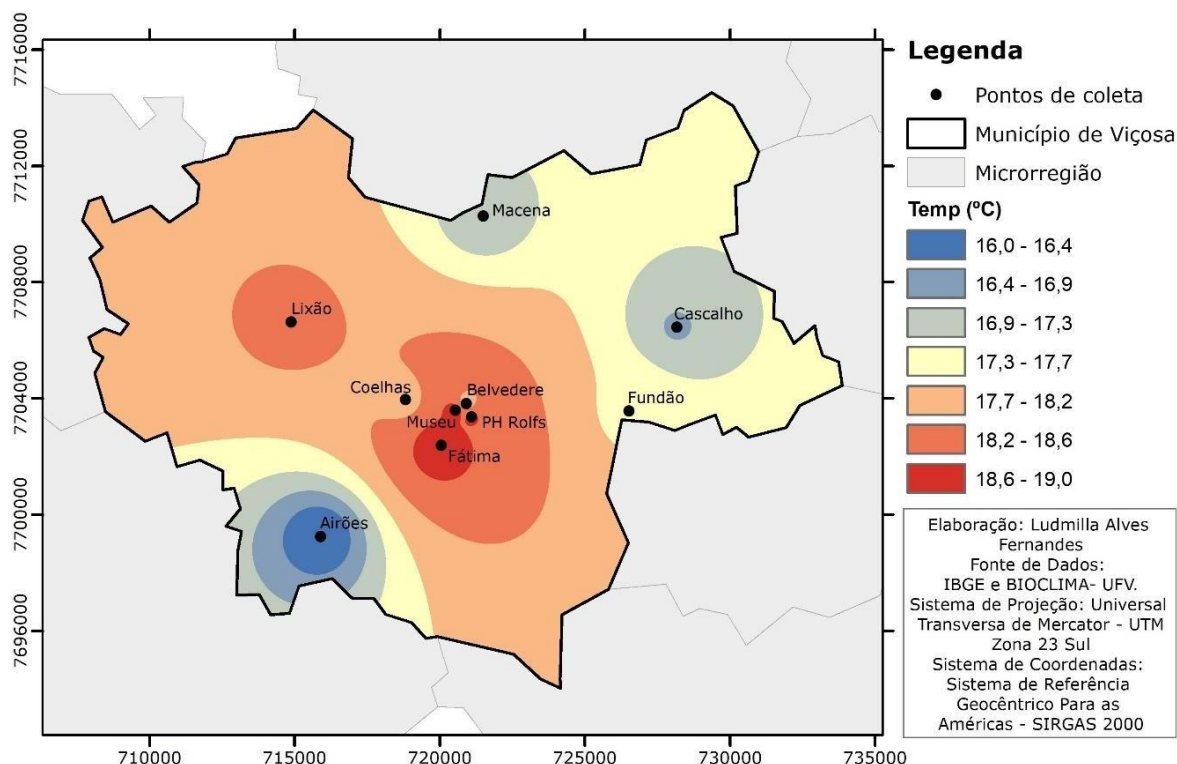 7716000
7712000
7708000
7704000
7700000
7696000
Macena
Lixão
Cascalho
Coelhas
Belvedere
Fundão
Museu
PH Rolfs
Fátima
Airões
710000
715000
720000
725000
730000
735000
Legenda
Pontos de coleta
Município de Viçosa
Microrregião
Temp (ºC)
16,0 - 16,4
16,4 - 16,9
16,9 - 17,3
17,3 - 17,7
17,7 - 18,2
18,2 - 18,6
18,6 - 19,0
Elaboração: Ludmilla Alves
Fernandes
Fonte de Dados:
IBGE e BIOCLIMA- UFV.
Sistema de Projeção: Universal
Transversa de Mercator - UTM
Zona 23 Sul
Sistema de Coordenadas:
Sistema de Referência
Geocêntrico Para as
Américas - SIRGAS 2000